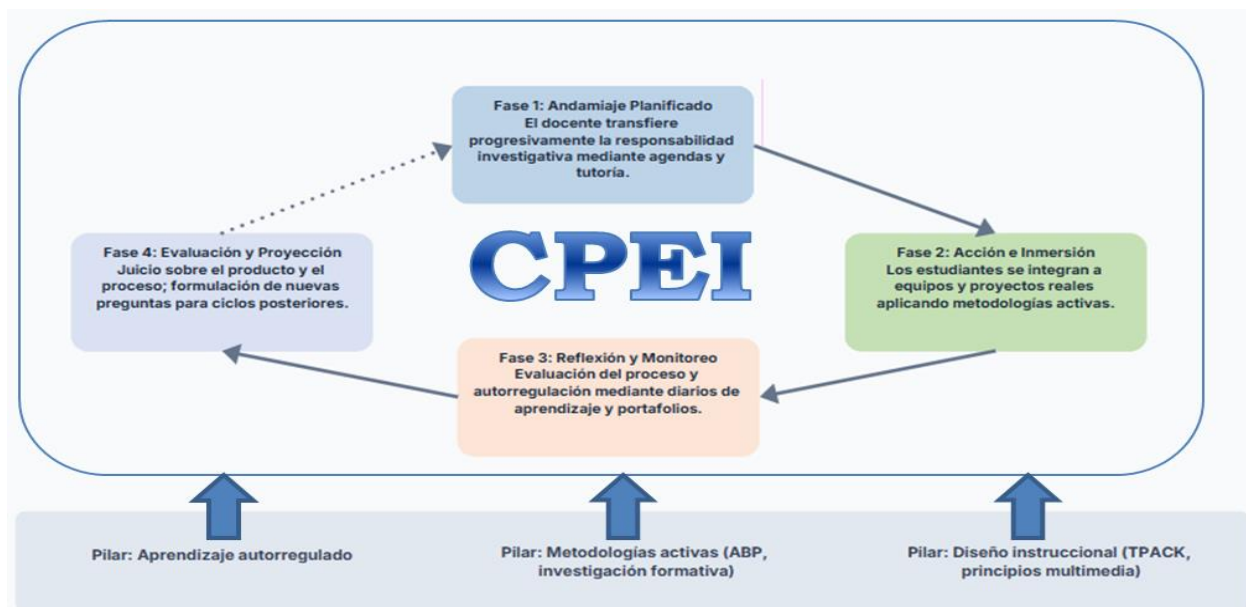 Fase 1: Andamiaje Planificado
El docente transfiere
progresivamente la responsabilidad
investigativa mediante agendas y
tutoría.
Fase 4: Evaluación y Proyección
Juicio sobre el producto y el
proceso; formulación de nuevas
preguntas para ciclos posteriores.
CPEI
Fase 2: Acción e Inmersión
Los estudiantes se integran a
equipos y proyectos reales
aplicando metodologías activas.
Fase 3: Reflexión y Monitoreo
Evaluación del proceso y
autorregulación mediante diarios de
aprendizaje y portafolios.
Pilar: Aprendizaje autorregulado
Pilar: Metodologías activas (ABP,
investigación formativa)
Pilar: Diseño instruccional (TPACK,
principios multimedia)